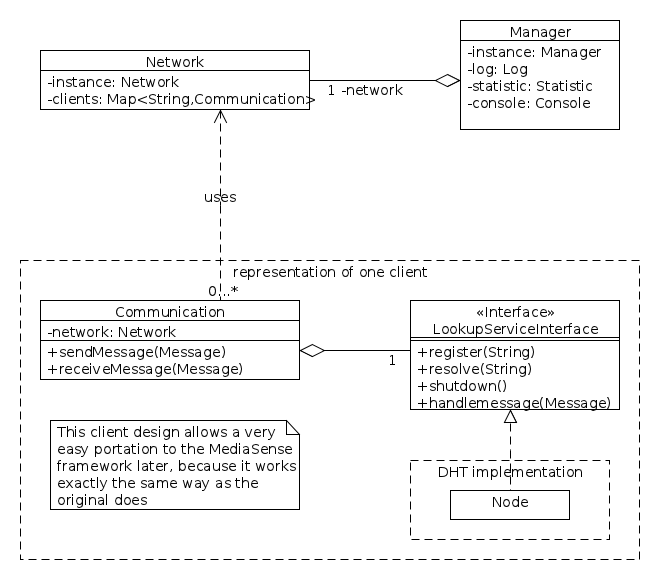 Manager
-instance: Manager
-log: Log
-statistic: Statistic
-console: Console
Network
-instance: Network
-clients: Map<String,Communication>
1 -network
uses
0...*
representation of one client
Communication
-network: Network
+sendMessage(Message)
+receiveMessage(Message)
1
«Interface»
LookupServiceInterface
+register(String)
+resolve(String)
+shutdown()
+handlemessage(Message)
This client design allows a very
easy portation to the MediaSense
framework later, because it works
exactly the same way as the
original does
DHT implementation
Node